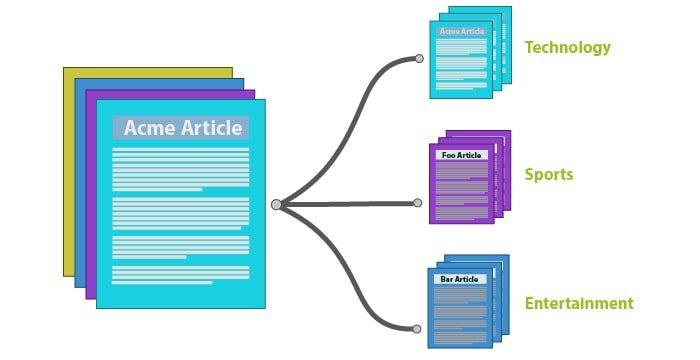 Acme Article
Acme Article
Technology
Foo Article
Sports
Bar Article
Entertainment